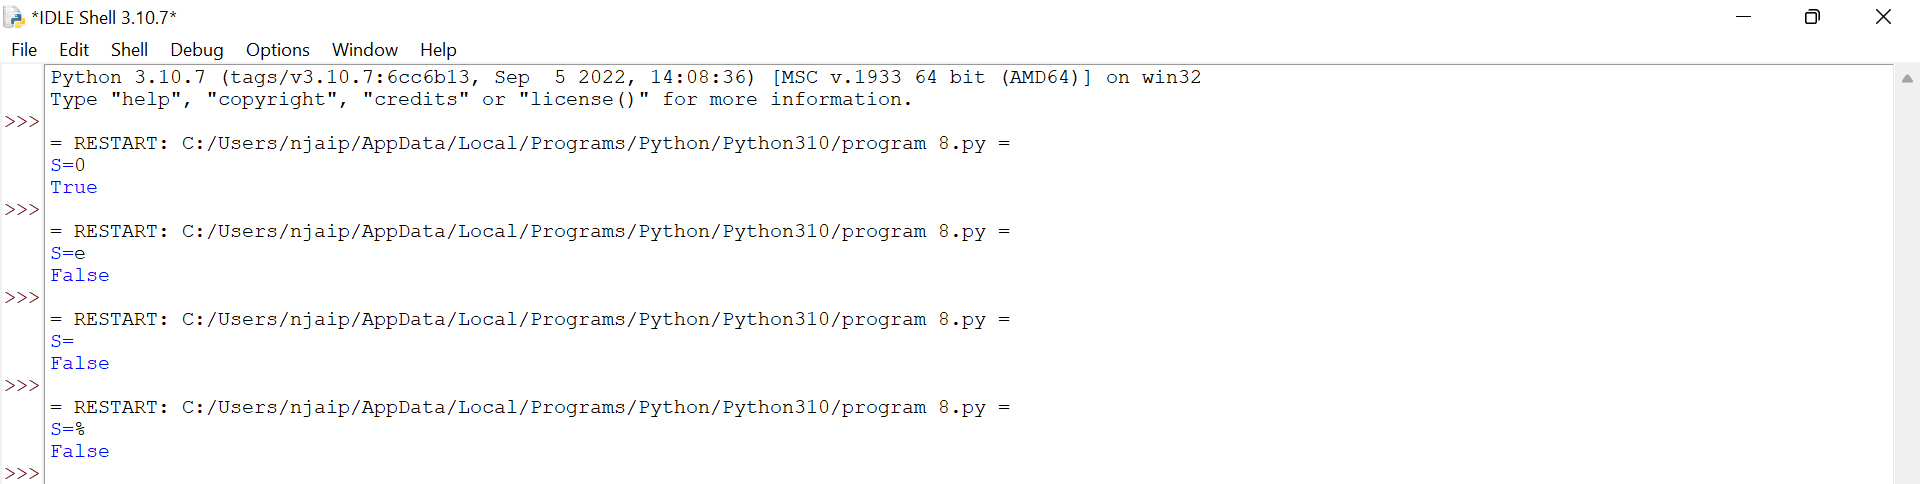 *IDLE Shell 3.10.7*
File Edit Shell Debug Options Window Help
Python 3.10.7 (tags/v3.10.7:6cc6b13, Sep  5 2022, 14:08:36) [MSC v.1933 64 bit (AMD64)] on win32
Type "help", "copyright", "credits" or "license()" for more information.
>>>
= RESTART: C:/Users/njaip/AppData/Local/Programs/Python/Python310/program 8.py =
S=0
True
>>>
= RESTART: C:/Users/njaip/AppData/Local/Programs/Python/Python310/program 8.py =
S=e
False
>>>
= RESTART: C:/Users/njaip/AppData/Local/Programs/Python/Python310/program 8.py =
S=
False
>>>
= RESTART: C:/Users/njaip/AppData/Local/Programs/Python/Python310/program 8.py =
S=%
False
>>>